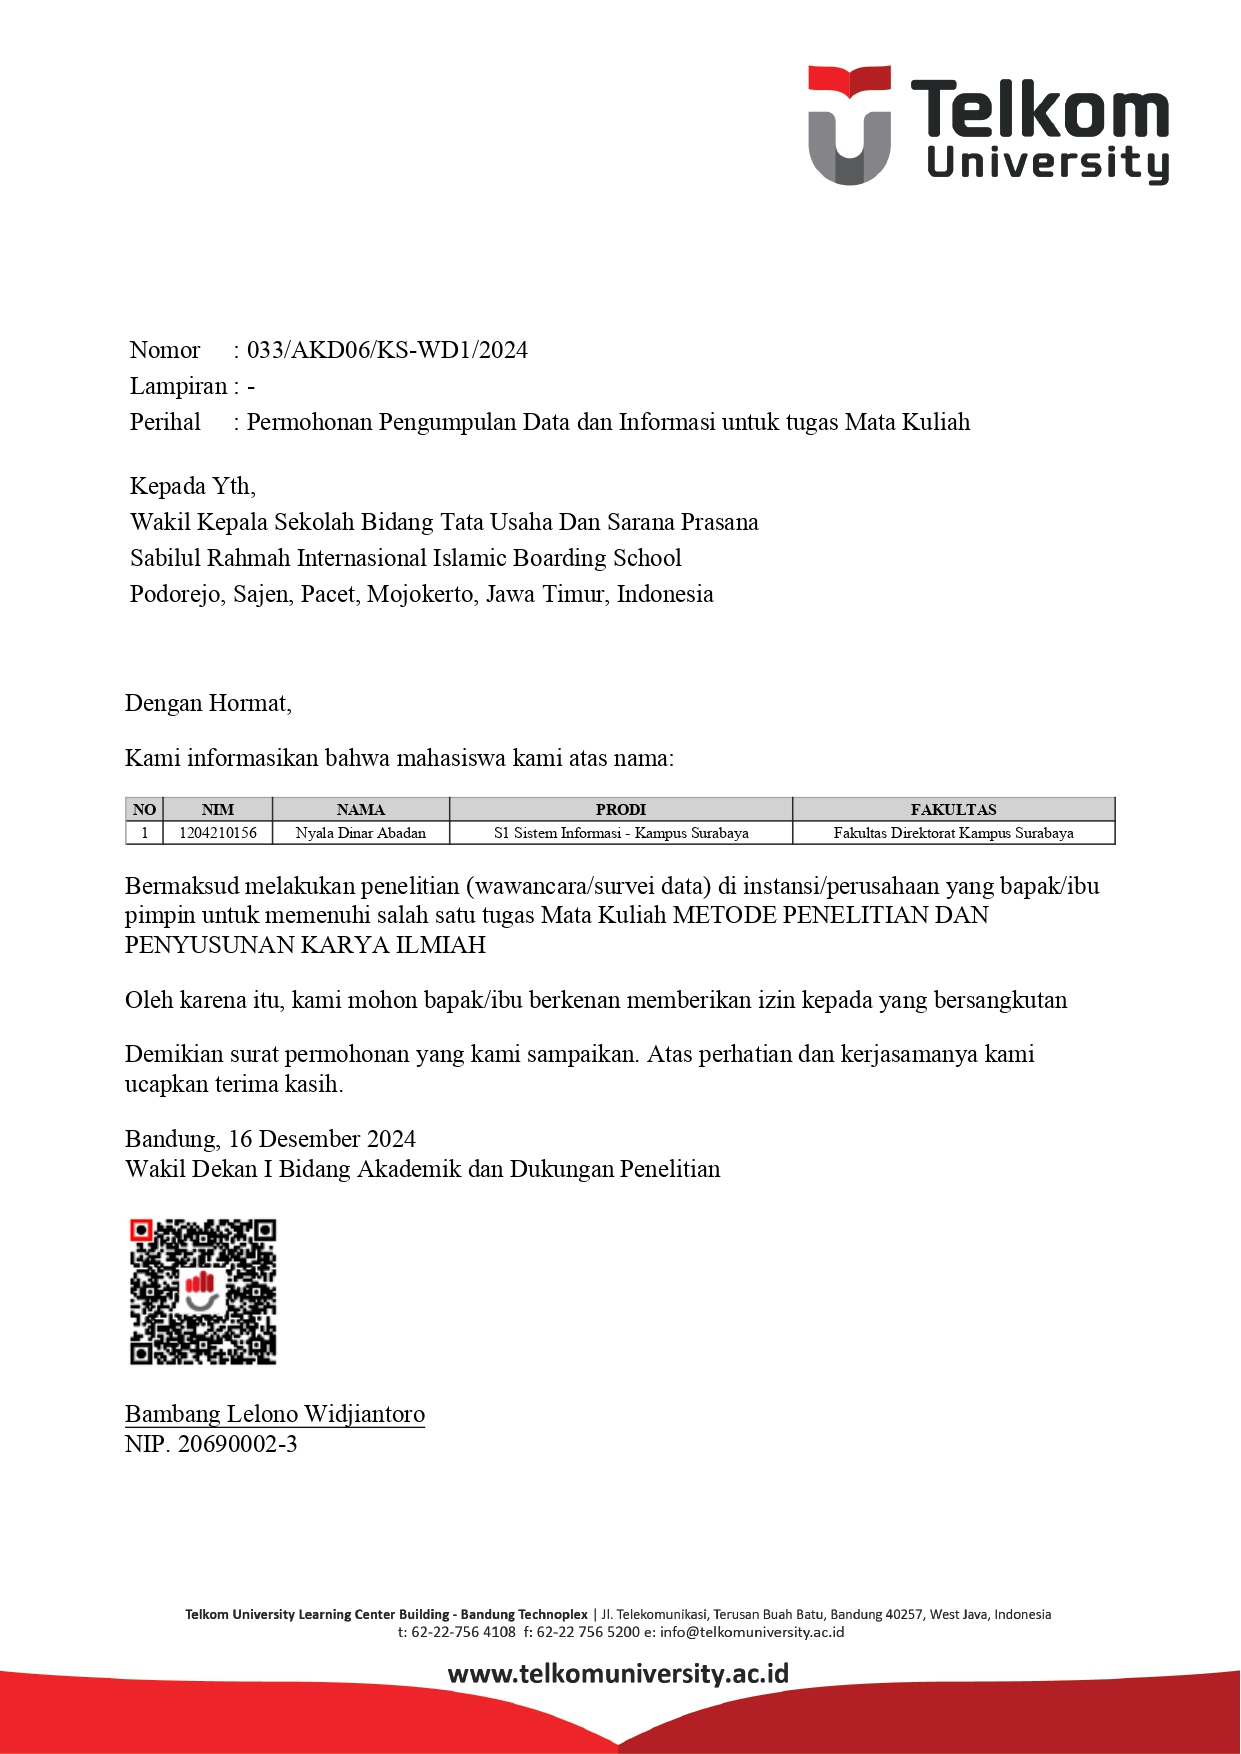 Telkom
University
Nomor : 033/AKD06/KS-WD1/2024
Lampiran : -
Perihal : Permohonan Pengumpulan Data dan Informasi untuk tugas Mata Kuliah
Kepada Yth,
Wakil Kepala Sekolah Bidang Tata Usaha Dan Sarana Prasana
Sabilul Rahmah Internasional Islamic Boarding School
Podorejo, Sajen, Pacet, Mojokerto, Jawa Timur, Indonesia
Dengan Hormat,
Kami informasikan bahwa mahasiswa kami atas nama:
NO NIM NAMA PRODI FAKULTAS
1 1204210156 Nyala Dinar Abadan S1 Sistem Informasi - Kampus Surabaya Fakultas Direktorat Kampus Surabaya
Bermaksud melakukan penelitian (wawancara/survei data) di instansi/perusahaan yang bapak/ibu
pimpin untuk memenuhi salah satu tugas Mata Kuliah METODE PENELITIAN DAN
PENYUSUNAN KARYA ILMIAH
Oleh karena itu, kami mohon bapak/ibu berkenan memberikan izin kepada yang bersangkutan
Demikian surat permohonan yang kami sampaikan. Atas perhatian dan kerjasamanya kami
ucapkan terima kasih.
Bandung, 16 Desember 2024
Wakil Dekan I Bidang Akademik dan Dukungan Penelitian
Bambang Lelono Widjiantoro
NIP. 20690002-3
Telkom University Learning Center Building - Bandung Technoplex | Jl. Telekomunikasi, Terusan Buah Batu, Bandung 40257, West Java, Indonesia
t: 62-22-756 4108 f: 62-22 756 5200 e: info@telkomuniversity.ac.id
www.telkomuniversity.ac.id